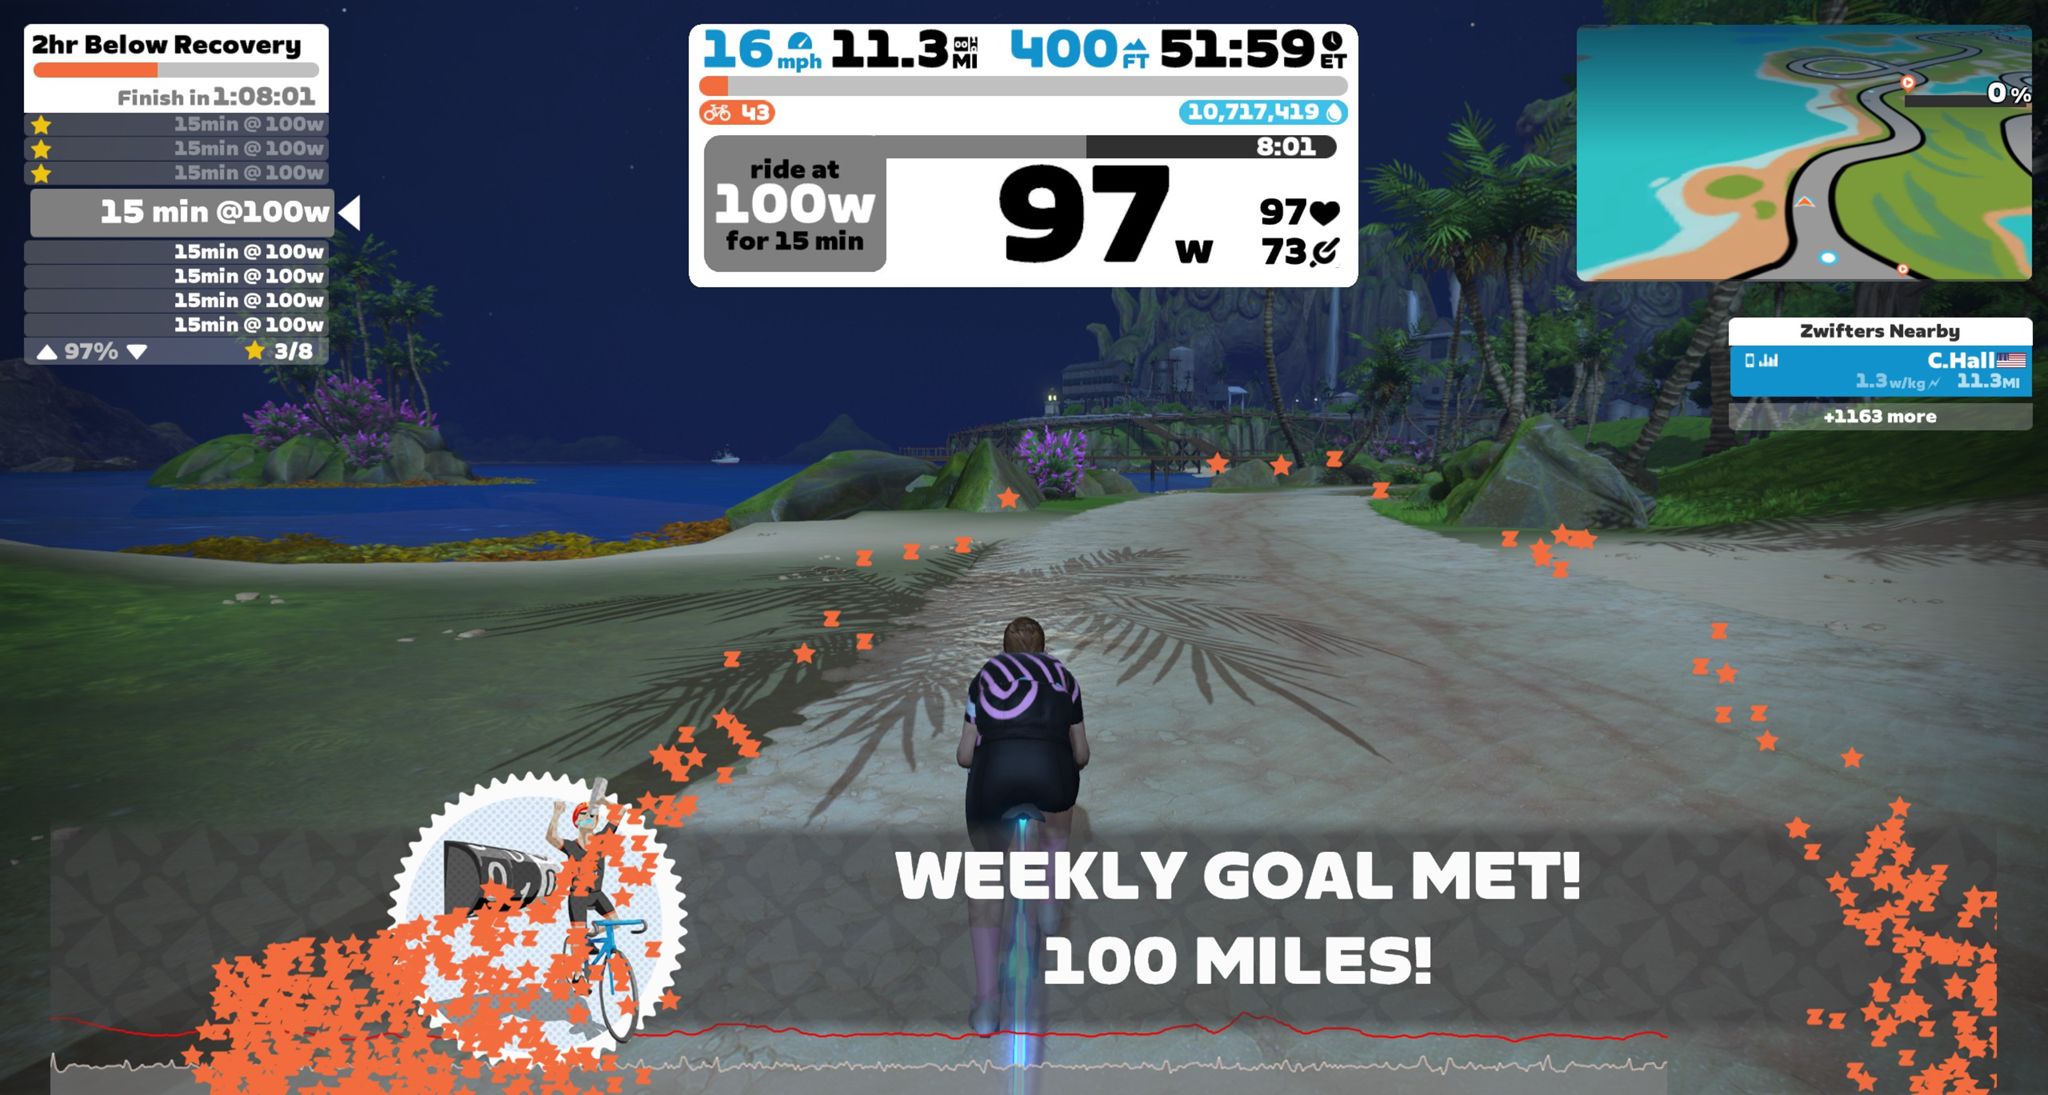 2hr Below Recovery
Finish in 1:08:01
15min @ 100w
15min @ 100w
15min @ 100w
15 min @100w
15min @ 100w
15min @ 100w
15min @ 100w
15min @ 100w
97% 3/8
16 mph 11.3 MI 400 FT 51:59 ET
43 10,717,419
8:01
ride at
100w
for 15 min
97 w
97
73
0%
Zwifters Nearby
C.Hall
1.3 w/kg 11.3MI
+1163 more
WEEKLY GOAL MET!
100 MILES!